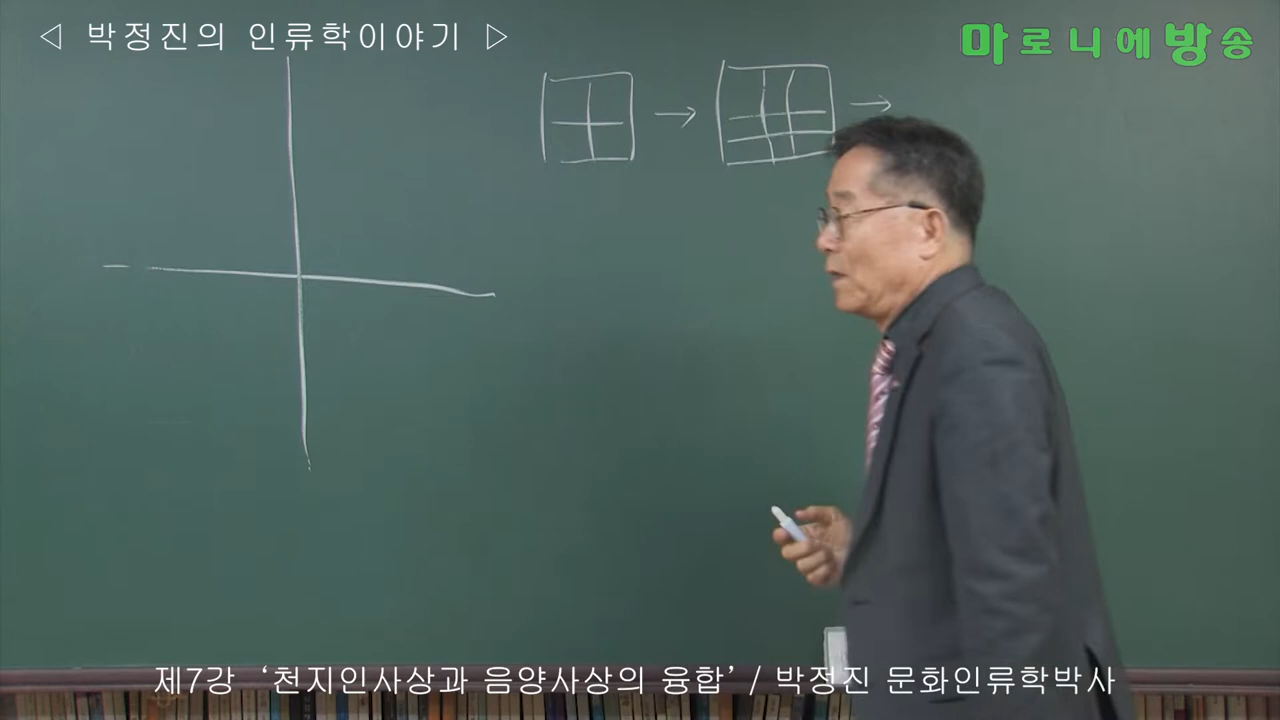 ◁ 박정진의 인류학이야기 ▷
마로니에방송
제7강 ‘천지인사상과 음양사상의 융합’ / 박정진 문화인류학박사